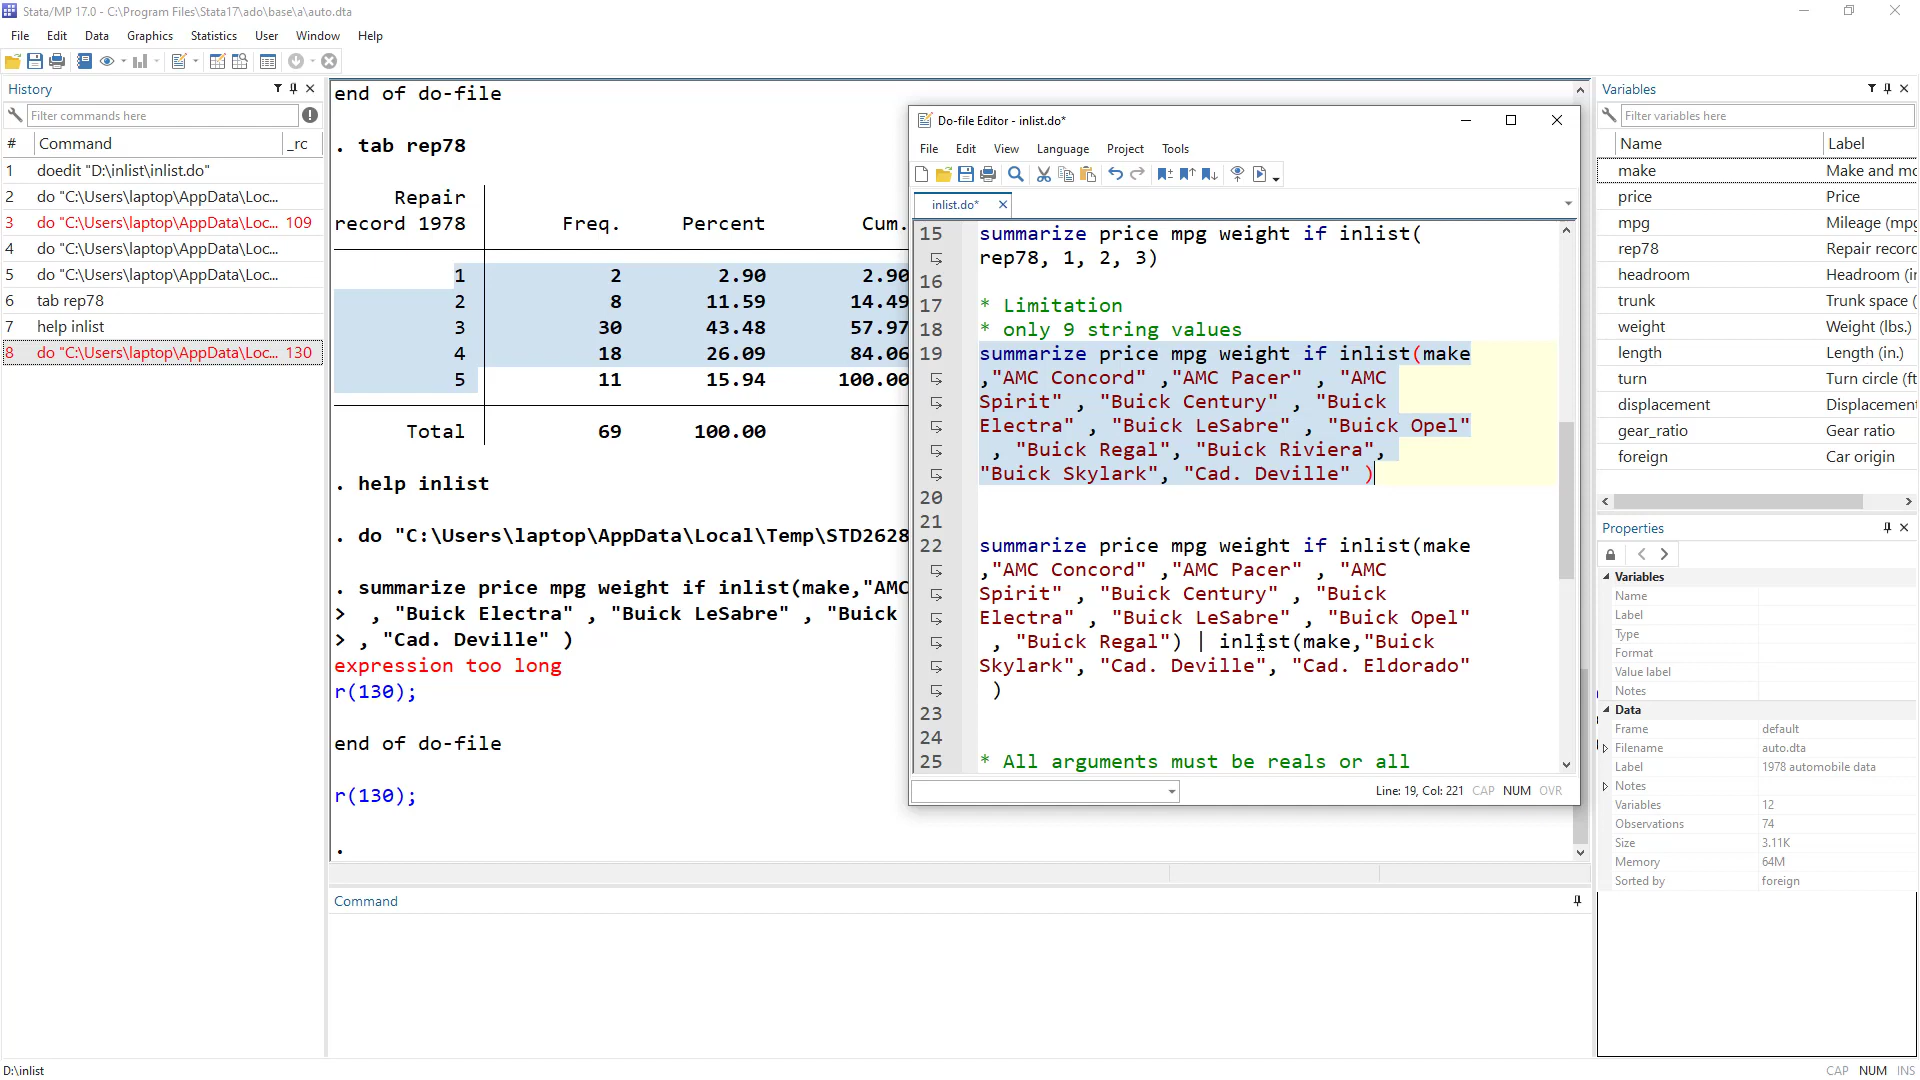 Stata/MP 17.0 - C:\Program Files\Stata17\ado\base\a\auto.dta
File Edit Data Graphics Statistics User Window Help
History
Filter commands here
# Command _rc
1 doedit "D:\inlist\inlist.do"
2 do "C:\Users\laptop\AppData\Loc...
3 do "C:\Users\laptop\AppData\Loc... 109
4 do "C:\Users\laptop\AppData\Loc...
5 do "C:\Users\laptop\AppData\Loc...
6 tab rep78
7 help inlist
8 do "C:\Users\laptop\AppData\Loc... 130
end of do-file
. tab rep78
Repair
record 1978 Freq. Percent Cum.
1 2 2.90 2.90
2 8 11.59 14.49
3 30 43.48 57.97
4 18 26.09 84.06
5 11 15.94 100.00
Total 69 100.00
. help inlist
. do "C:\Users\laptop\AppData\Local\Temp\STD2628
. summarize price mpg weight if inlist(make,"AMC
> , "Buick Electra" , "Buick LeSabre" , "Buick
> , "Cad. Deville" )
expression too long
r(130);
end of do-file
r(130);
.
Command
Do-file Editor - inlist.do*
File Edit View Language Project Tools
inlist.do*
15 summarize price mpg weight if inlist(
rep78, 1, 2, 3)
16
17 * Limitation
18 * only 9 string values
19 summarize price mpg weight if inlist(make
,"AMC Concord" ,"AMC Pacer" , "AMC
Spirit" , "Buick Century" , "Buick
Electra" , "Buick LeSabre" , "Buick Opel"
, "Buick Regal", "Buick Riviera",
"Buick Skylark", "Cad. Deville" )
20
21
22 summarize price mpg weight if inlist(make
,"AMC Concord" ,"AMC Pacer" , "AMC
Spirit" , "Buick Century" , "Buick
Electra" , "Buick LeSabre" , "Buick Opel"
, "Buick Regal") | inlist(make,"Buick
Skylark", "Cad. Deville", "Cad. Eldorado"
)
23
24
25 * All arguments must be reals or all
Line: 19, Col: 221 CAP NUM OVR
Variables
Filter variables here
Name Label
make Make and mo
price Price
mpg Mileage (mpg
rep78 Repair record
headroom Headroom (in
trunk Trunk space (
weight Weight (lbs.)
length Length (in.)
turn Turn circle (ft
displacement Displacement
gear_ratio Gear ratio
foreign Car origin
Properties
Variables
Name
Label
Type
Format
Value label
Notes
Data
Frame default
Filename auto.dta
Label 1978 automobile data
Notes
Variables 12
Observations 74
Size 3.11K
Memory 64M
Sorted by foreign
D:\inlist
CAP NUM INS